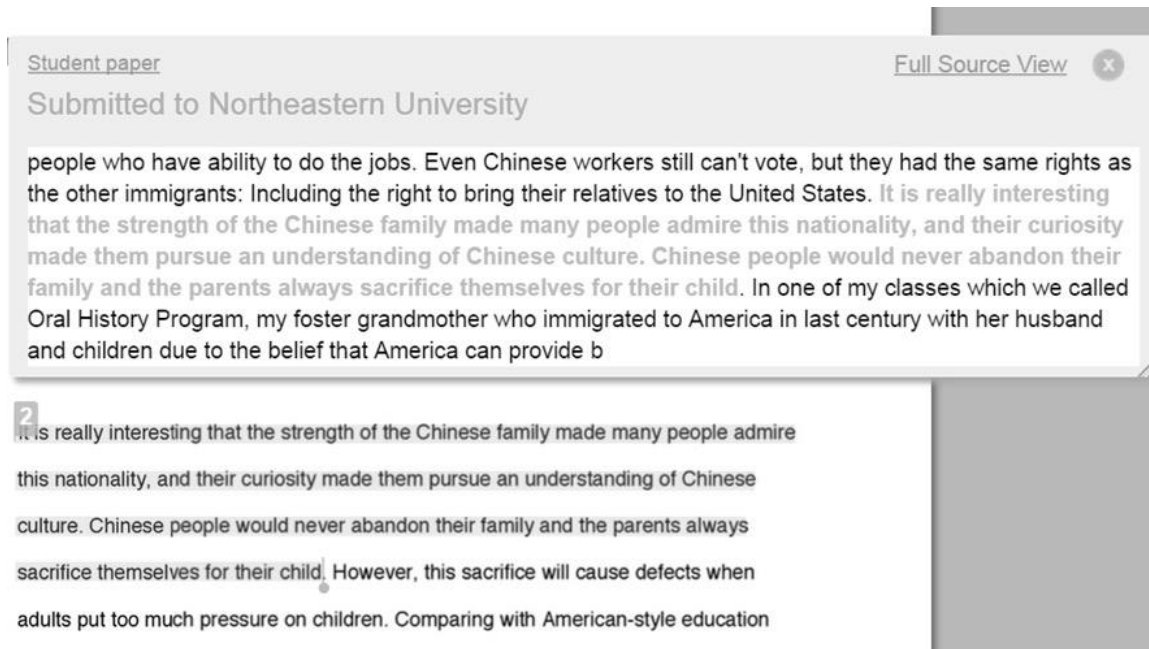 Student paper
Full Source View
x
Submitted to Northeastern University
people who have ability to do the jobs. Even Chinese workers still can't vote, but they had the same rights as
the other immigrants: Including the right to bring their relatives to the United States. It is really interesting
that the strength of the Chinese family made many people admire this nationality, and their curiosity
made them pursue an understanding of Chinese culture. Chinese people would never abandon their
family and the parents always sacrifice themselves for their child. In one of my classes which we called
Oral History Program, my foster grandmother who immigrated to America in last century with her husband
and children due to the belief that America can provide b
2
It is really interesting that the strength of the Chinese family made many people admire
this nationality, and their curiosity made them pursue an understanding of Chinese
culture. Chinese people would never abandon their family and the parents always
sacrifice themselves for their child. However, this sacrifice will cause defects when
adults put too much pressure on children. Comparing with American-style education